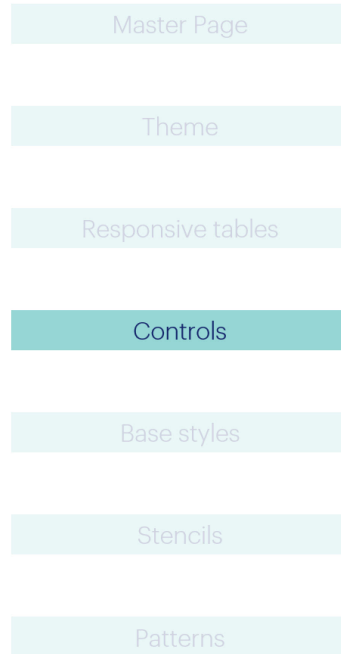 Master Page
Theme
Responsive tables
Controls
Base styles
Stencils
Patterns